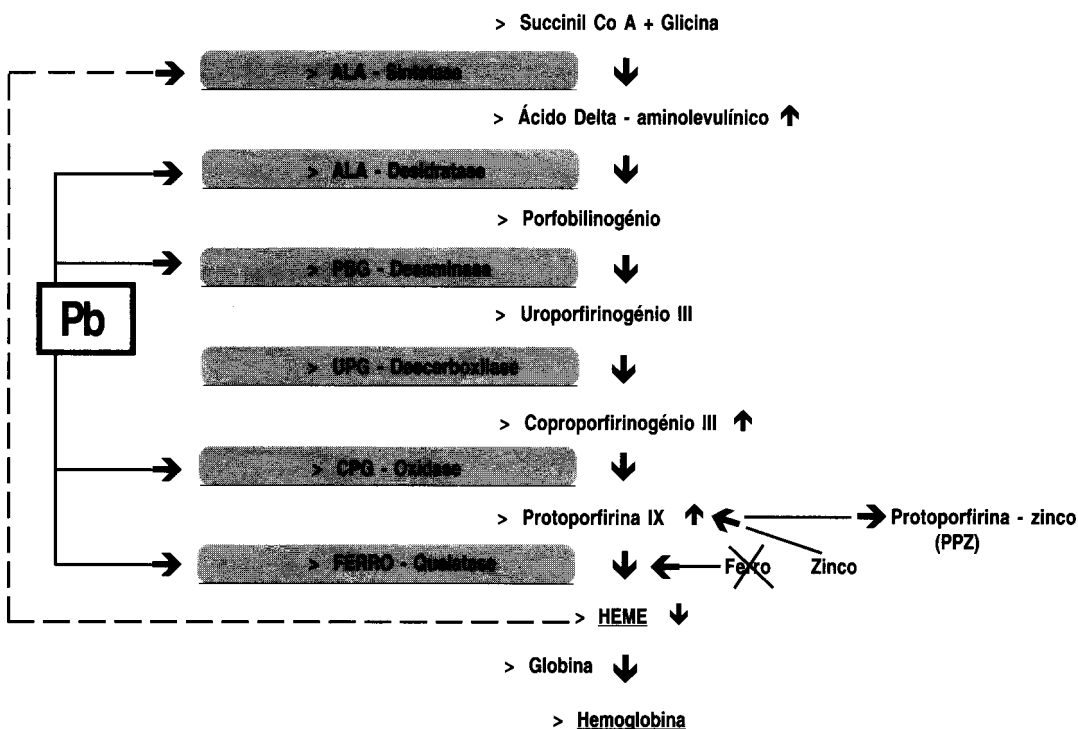 > Succinil Co A + Glicina
> ALA - Sintetase
> Ácido Delta - aminolevulínico
> ALA - Desidratase
> Porfobilinogénio
> PBG - Desaminase
> Uroporfirinogénio III
Pb
> UPG - Descarboxilase
> Coproporfirinogénio III
> CPG - Oxidase
> Protoporfirina IX
Protoporfirina - zinco
(PPZ)
> FERRO - Quelatase
Ferro
Zinco
> HEME
> Globina
> Hemoglobina